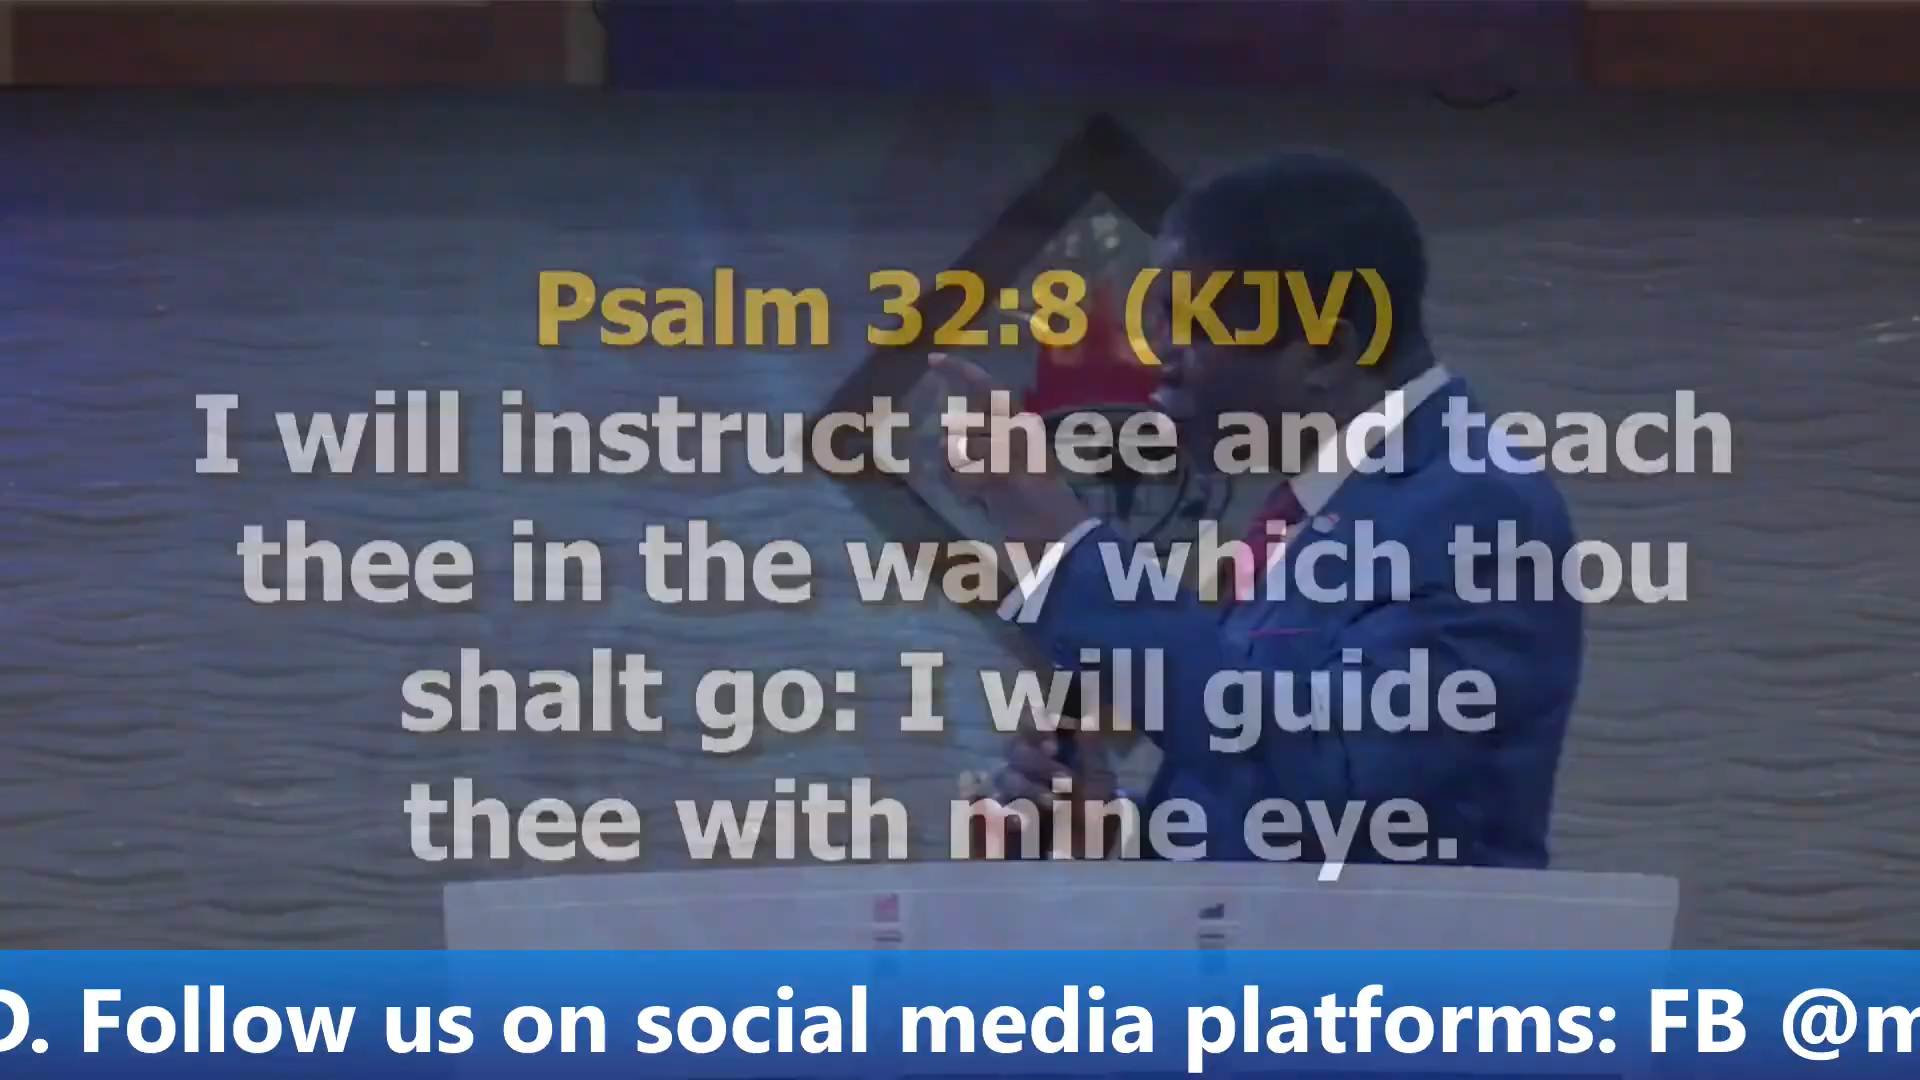 Psalm 32:8 (KJV)
I will instruct thee and teach
thee in the way which thou
shalt go: I will guide
thee with mine eye.
. Follow us on social media platforms: FB